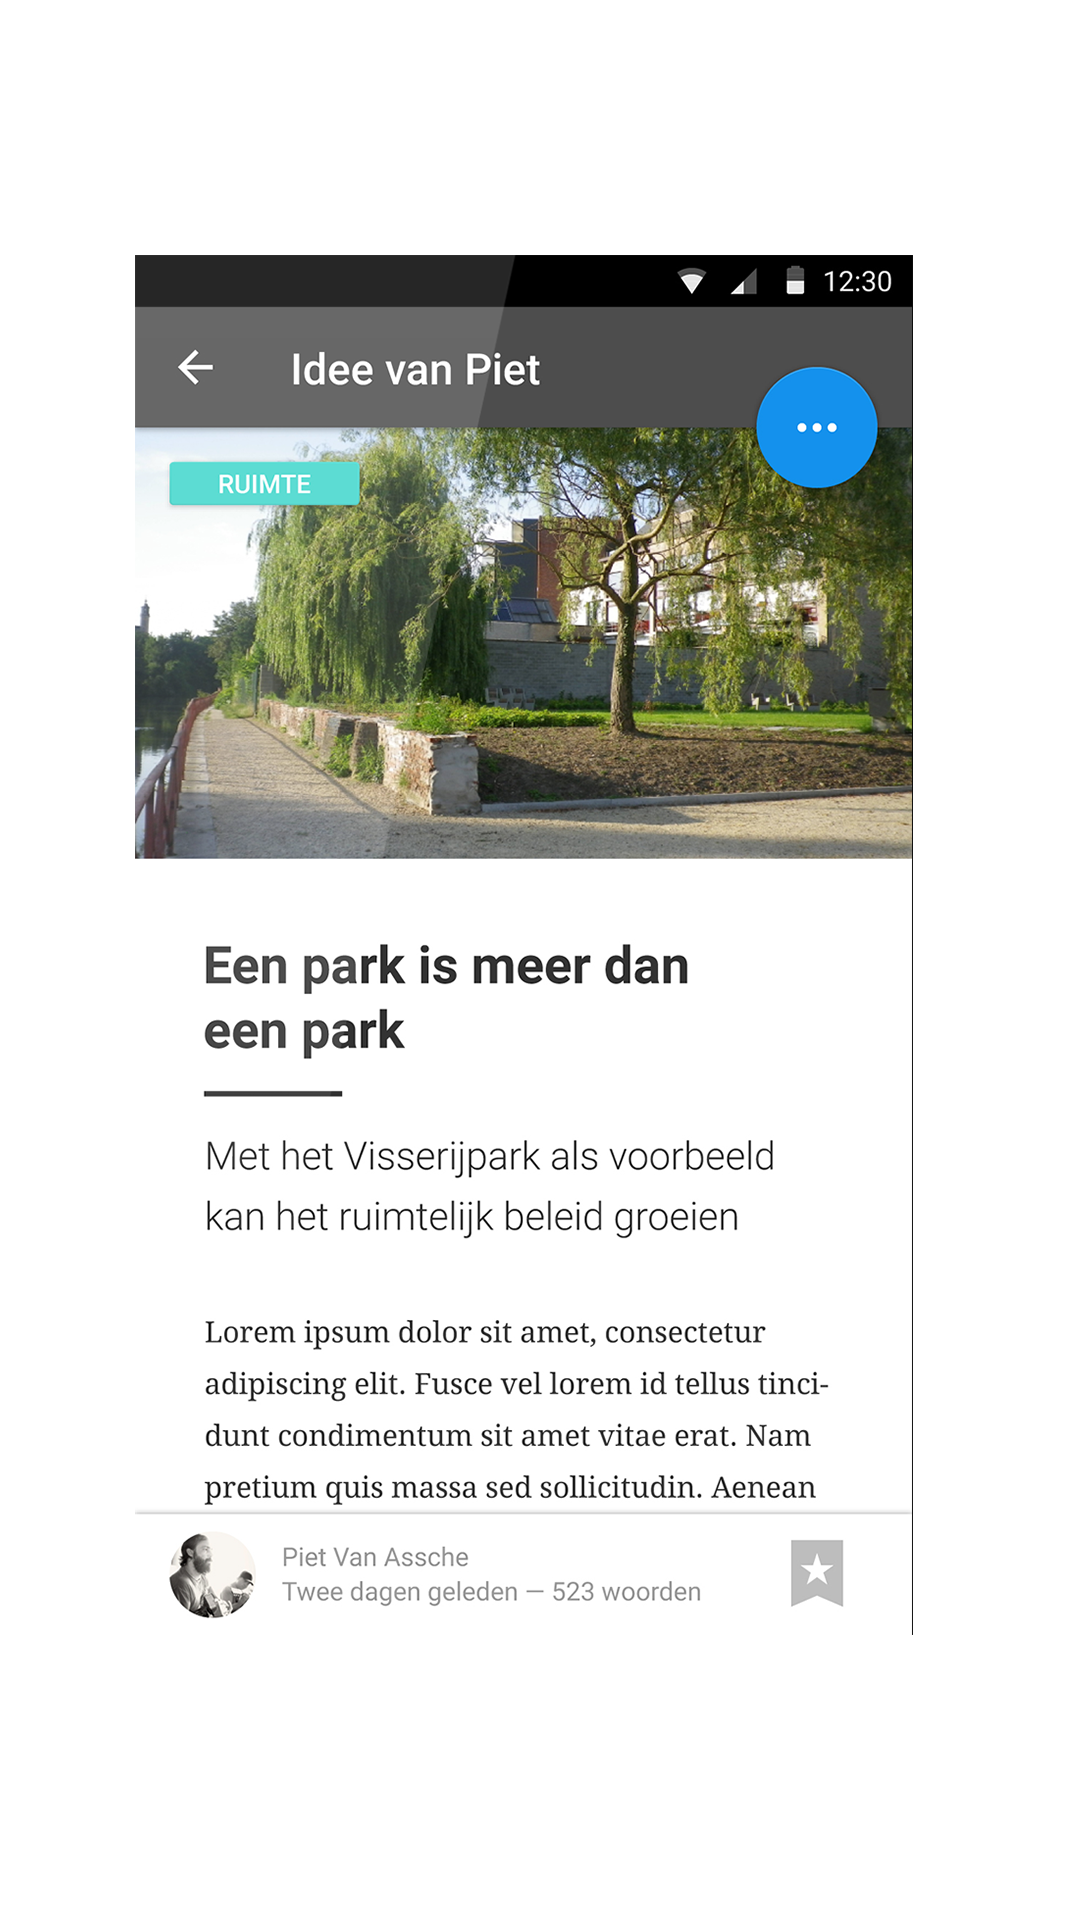 12:30
Idee van Piet
RUIMTE
Een park is meer dan
een park
Met het Visserijpark als voorbeeld
kan het ruimtelijk beleid groeien
Lorem ipsum dolor sit amet, consectetur
adipiscing elit. Fusce vel lorem id tellus tinci-
dunt condimentum sit amet vitae erat. Nam
pretium quis massa sed sollicitudin. Aenean
Piet Van Assche
Twee dagen geleden — 523 woorden